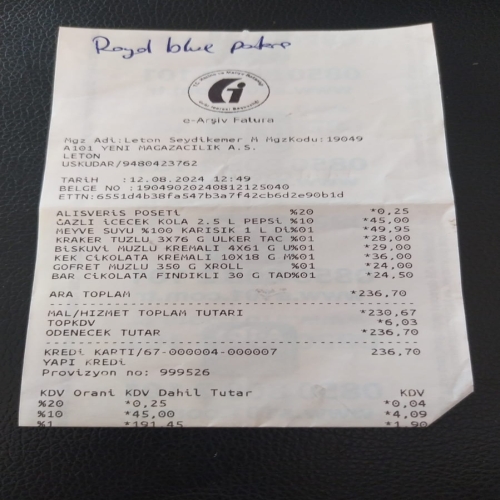 Royal blue
e-Arşiv Fatura
Mgz Adi:Leton Seydikemer M MgzKodu:19049
A101 YENI MAGAZACILIK A.S.
LETON
USKUDAR/9480423762
TARİH :12.08.2024 12:49
BELGE NO :19049020240812125040
ETTN:6551d4b38fa547b3a7f42cb6d2e90b1d
ALISVERIS POSETI %20 *0,25
GAZLI İCECEK KOLA 2.5 L PEPSİ %10 *45,00
MEYVE SUYU %100 KARISIK 1 L Dİ%01 *49,95
KRAKER TUZLU 3X76 G ULKER TAC %01 *28,00
BISKUVI MUZLU KREMALI 4X61 G U%01 *29,00
KEK CIKOLATA KREMALI 10X18 G M%01 *36,00
GOFRET MUZLU 350 G XROLL %01 *24,00
BAR CIKOLATA FINDIKLI 30 G TAD%01 *24,50
ARA TOPLAM *236,70
MAL/HIZMET TOPLAM TUTARI *230,67
TOPKDV *6,03
ODENECEK TUTAR *236,70
KREDI KARTI/67-000004-000007 236,70
YAPI KREDİ
Provizyon no: 999526
KDV Orani KDV Dahil Tutar KDV
%20 *0,25 *0,04
%10 *45,00 *4,09
%1 *191,45 *1,90